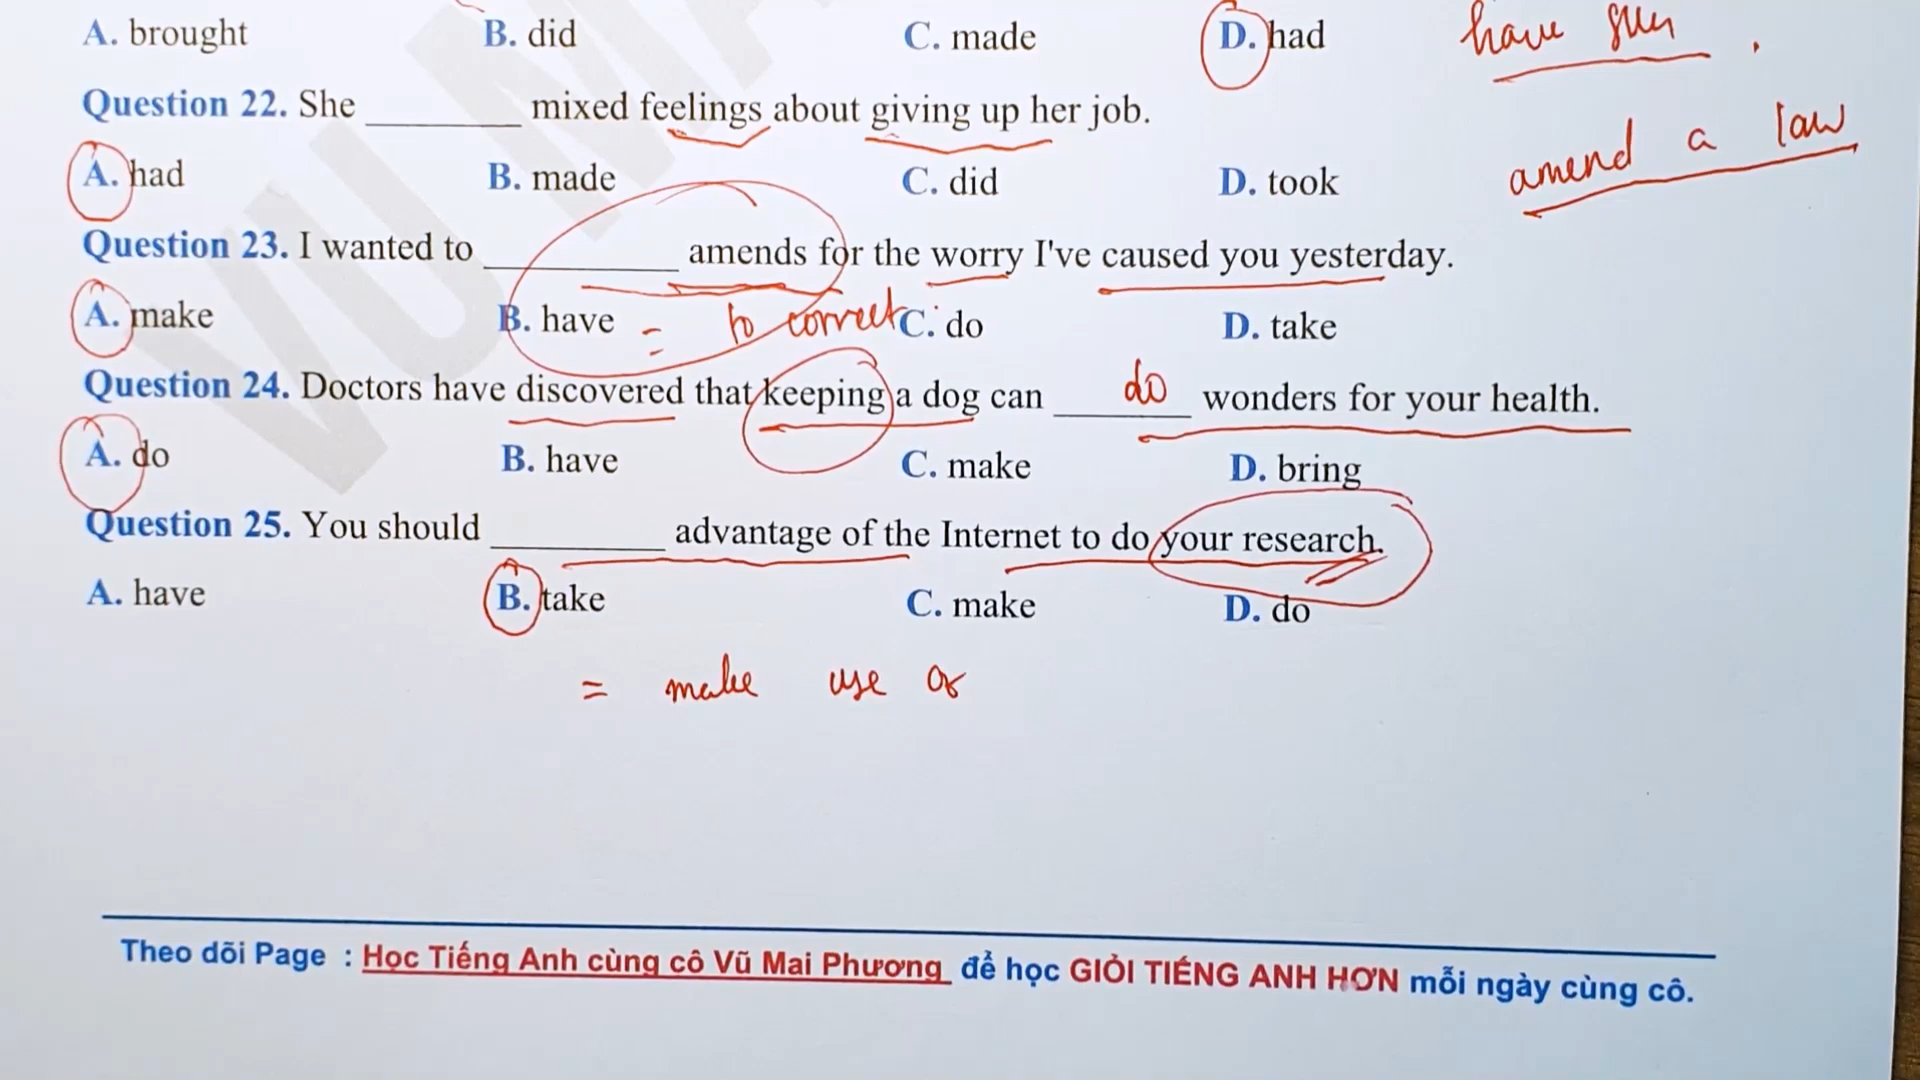 A. brought B. did C. made D. had have
Question 22. She ________ mixed feelings about giving up her job.
amend a law
A. had B. made C. did D. took
Question 23. I wanted to __________ amends for the worry I've caused you yesterday.
A. make B. have = to correct C. do D. take
Question 24. Doctors have discovered that keeping a dog can ___do___ wonders for your health.
A. do B. have C. make D. bring
Question 25. You should _________ advantage of the Internet to do your research.
A. have B. take C. make D. do
= make use of
Theo dõi Page : Học Tiếng Anh cùng cô Vũ Mai Phương để học GIỎI TIẾNG ANH HƠN mỗi ngày cùng cô.